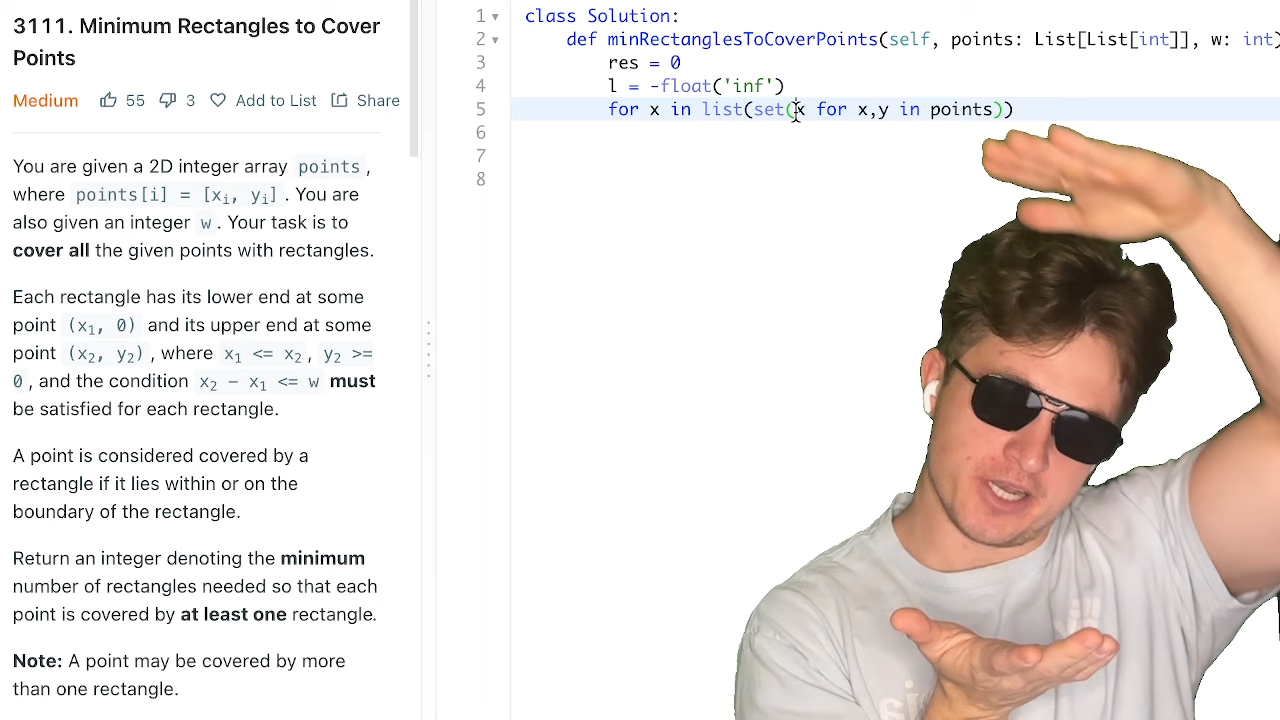 3111. Minimum Rectangles to Cover
Points
Medium 55 3 Add to List Share
You are given a 2D integer array points,
where points[i] = [xi, yi]. You are
also given an integer w. Your task is to
cover all the given points with rectangles.
Each rectangle has its lower end at some
point (x1, 0) and its upper end at some
point (x2, y2), where x1 <= x2, y2 >=
0, and the condition x2 - x1 <= w must
be satisfied for each rectangle.
A point is considered covered by a
rectangle if it lies within or on the
boundary of the rectangle.
Return an integer denoting the minimum
number of rectangles needed so that each
point is covered by at least one rectangle.
Note: A point may be covered by more
than one rectangle.
1 class Solution:
2 def minRectanglesToCoverPoints(self, points: List[List[int]], w: int)
3 res = 0
4 l = -float('inf')
5 for x in list(set(x for x,y in points))
6
7
8